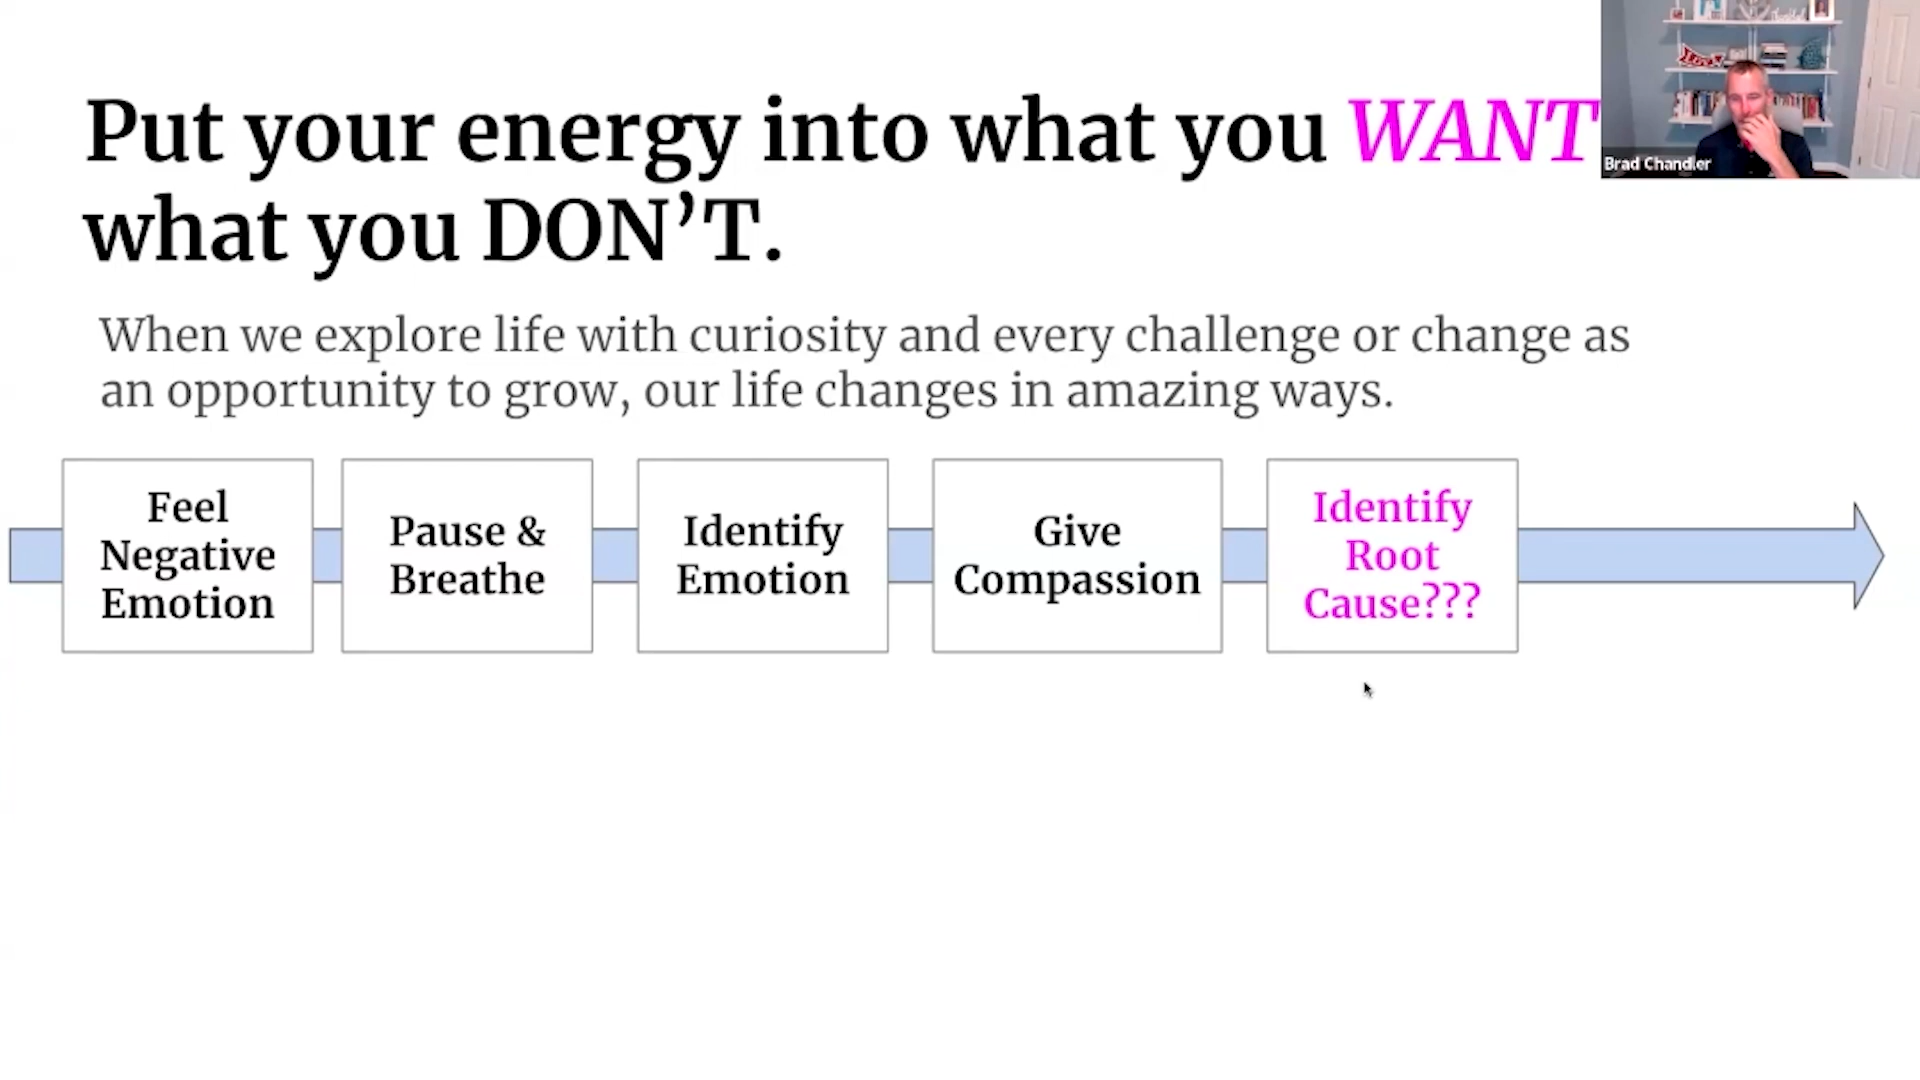 Put your energy into what you WANT
what you DON’T.
When we explore life with curiosity and every challenge or change as
an opportunity to grow, our life changes in amazing ways.
Feel
Negative
Emotion
Pause &
Breathe
Identify
Emotion
Give
Compassion
Identify
Root
Cause???
Brad Chandler